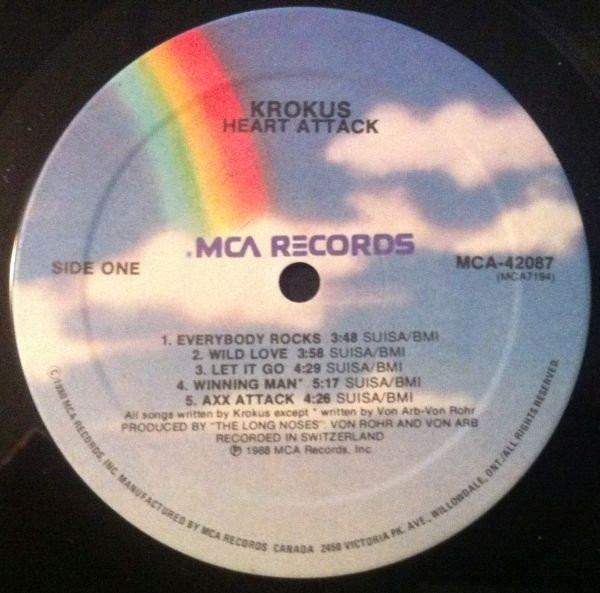 KROKUS
HEART ATTACK
MCA RECORDS
SIDE ONE
MCA-42087
(MCA7194)
1. EVERYBODY ROCKS 3:48 SUISA/BMI
2. WILD LOVE 3:58 SUISA/BMI
3. LET IT GO 4:29 SUISA/BMI
4. WINNING MAN* 5:17 SUISA/BMI
5. AXX ATTACK 4:26 SUISA/BMI
All songs written by Krokus except * written by Von Arb-Von Rohr
PRODUCED BY "THE LONG NOSES": VON ROHR AND VON ARB
RECORDED IN SWITZERLAND
℗ 1988 MCA Records, Inc.
MCA RECORDS, INC. MANUFACTURED BY MCA RECORDS CANADA 2450 VICTORIA PK. AVE., WILLOWDALE, ONT./ALL RIGHTS RESERVED.